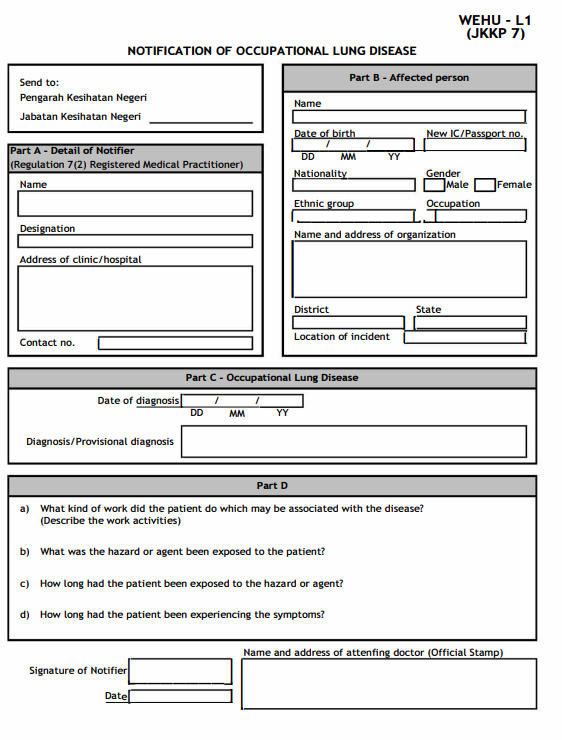 WEHU - L1
(JKKP 7)
NOTIFICATION OF OCCUPATIONAL LUNG DISEASE
Send to:
Pengarah Kesihatan Negeri
Jabatan Kesihatan Negeri
Part A - Detail of Notifier
(Regulation 7(2) Registered Medical Practitioner)
Name
Designation
Address of clinic/hospital
Contact no.
Part B - Affected person
Name
Date of birth New IC/Passport no.
/ /
DD MM YY
Nationality Gender
Male Female
Ethnic group Occupation
Name and address of organization
District State
Location of incident
Part C - Occupational Lung Disease
Date of diagnosis / /
DD MM YY
Diagnosis/Provisional diagnosis
Part D
a) What kind of work did the patient do which may be associated with the disease?
(Describe the work activities)
b) What was the hazard or agent been exposed to the patient?
c) How long had the patient been exposed to the hazard or agent?
d) How long had the patient been experiencing the symptoms?
Signature of Notifier
Date
Name and address of attenfing doctor (Official Stamp)